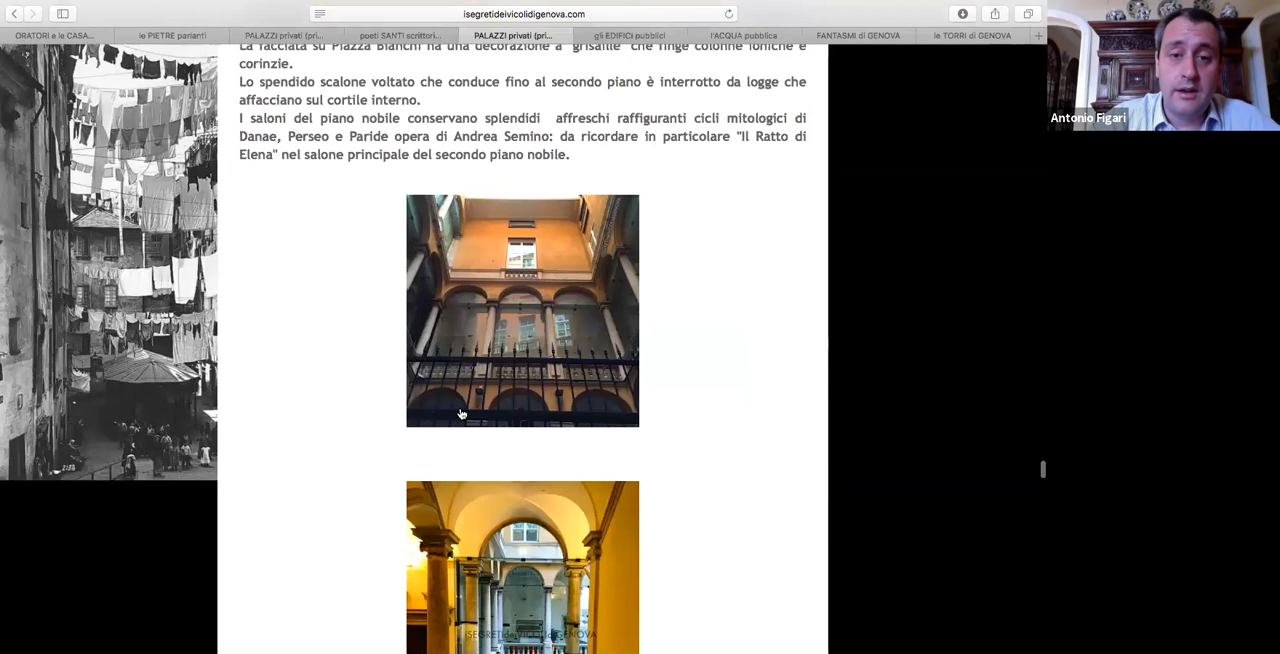 isegretideivicolidigenova.com
ORATORI e le CASA...
le PIETRE parlanti
PALAZZI privati (pri...
poeti SANTI scrittori...
PALAZZI privati (pri...
gli EDIFICI pubblici
l'ACQUA pubblica
FANTASMI di GENOVA
le TORRI di GENOVA
Antonio Figari
La facciata su Piazza Bianchi ha una decorazione a "grisaille" che finge colonne ioniche e
corinzie.
Lo spendido scalone voltato che conduce fino al secondo piano è interrotto da logge che
affacciano sul cortile interno.
I saloni del piano nobile conservano splendidi affreschi raffiguranti cicli mitologici di
Danae, Perseo e Paride opera di Andrea Semino: da ricordare in particolare "Il Ratto di
Elena" nel salone principale del secondo piano nobile.
iSEGRETIdeiVICOLIdiGENOVA